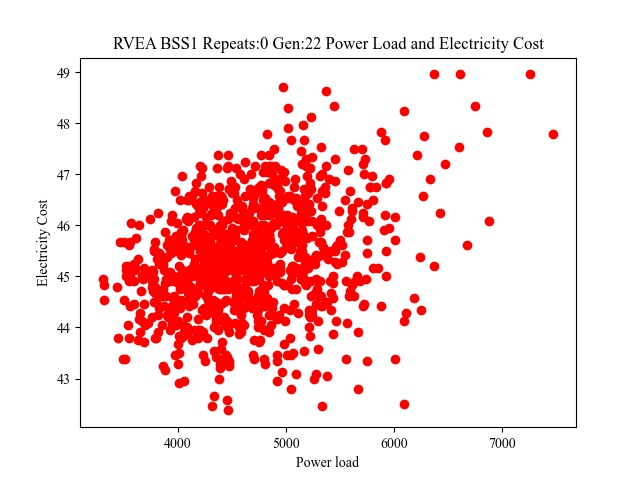 RVEA BSS1 Repeats:0 Gen:22 Power Load and Electricity Cost
49
48
47
46
45
44
43
Electricity Cost
4000 5000 6000 7000
Power load